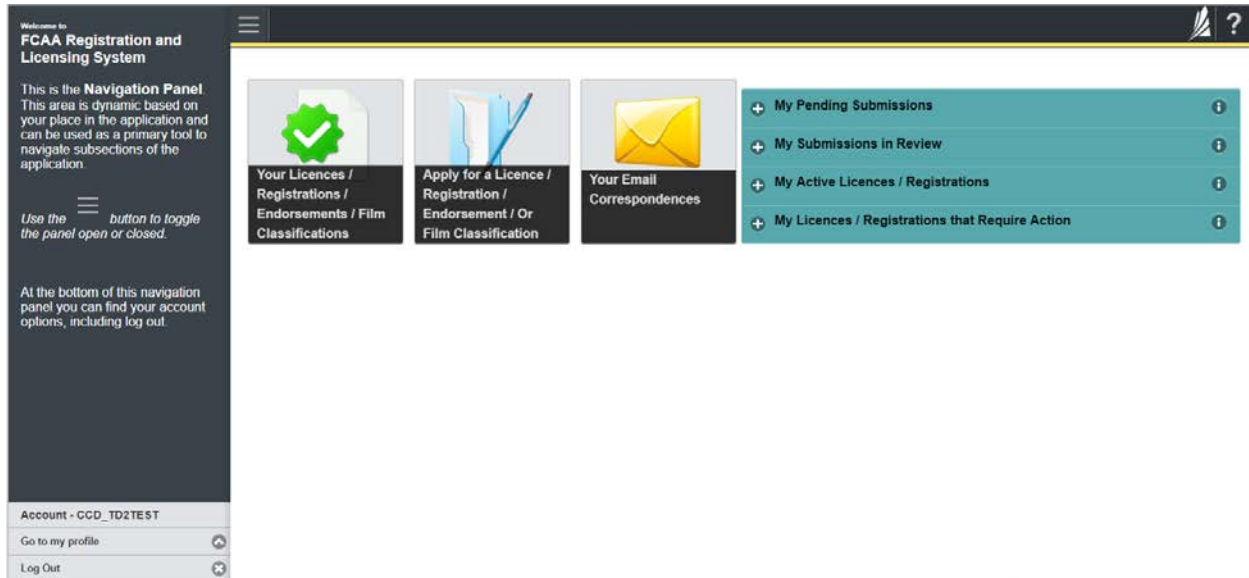 Welcome to
FCAA Registration and
Licensing System
This is the Navigation Panel.
This area is dynamic based on
your place in the application and
can be used as a primary tool to
navigate subsections of the
application.
Use the button to toggle
the panel open or closed.
At the bottom of this navigation
panel you can find your account
options, including log out.
Account - CCD_TD2TEST
Go to my profile
Log Out
?
Your Licences /
Registrations /
Endorsements / Film
Classifications
Apply for a Licence /
Registration /
Endorsement / Or
Film Classification
Your Email
Correspondences
My Pending Submissions
My Submissions in Review
My Active Licences / Registrations
My Licences / Registrations that Require Action